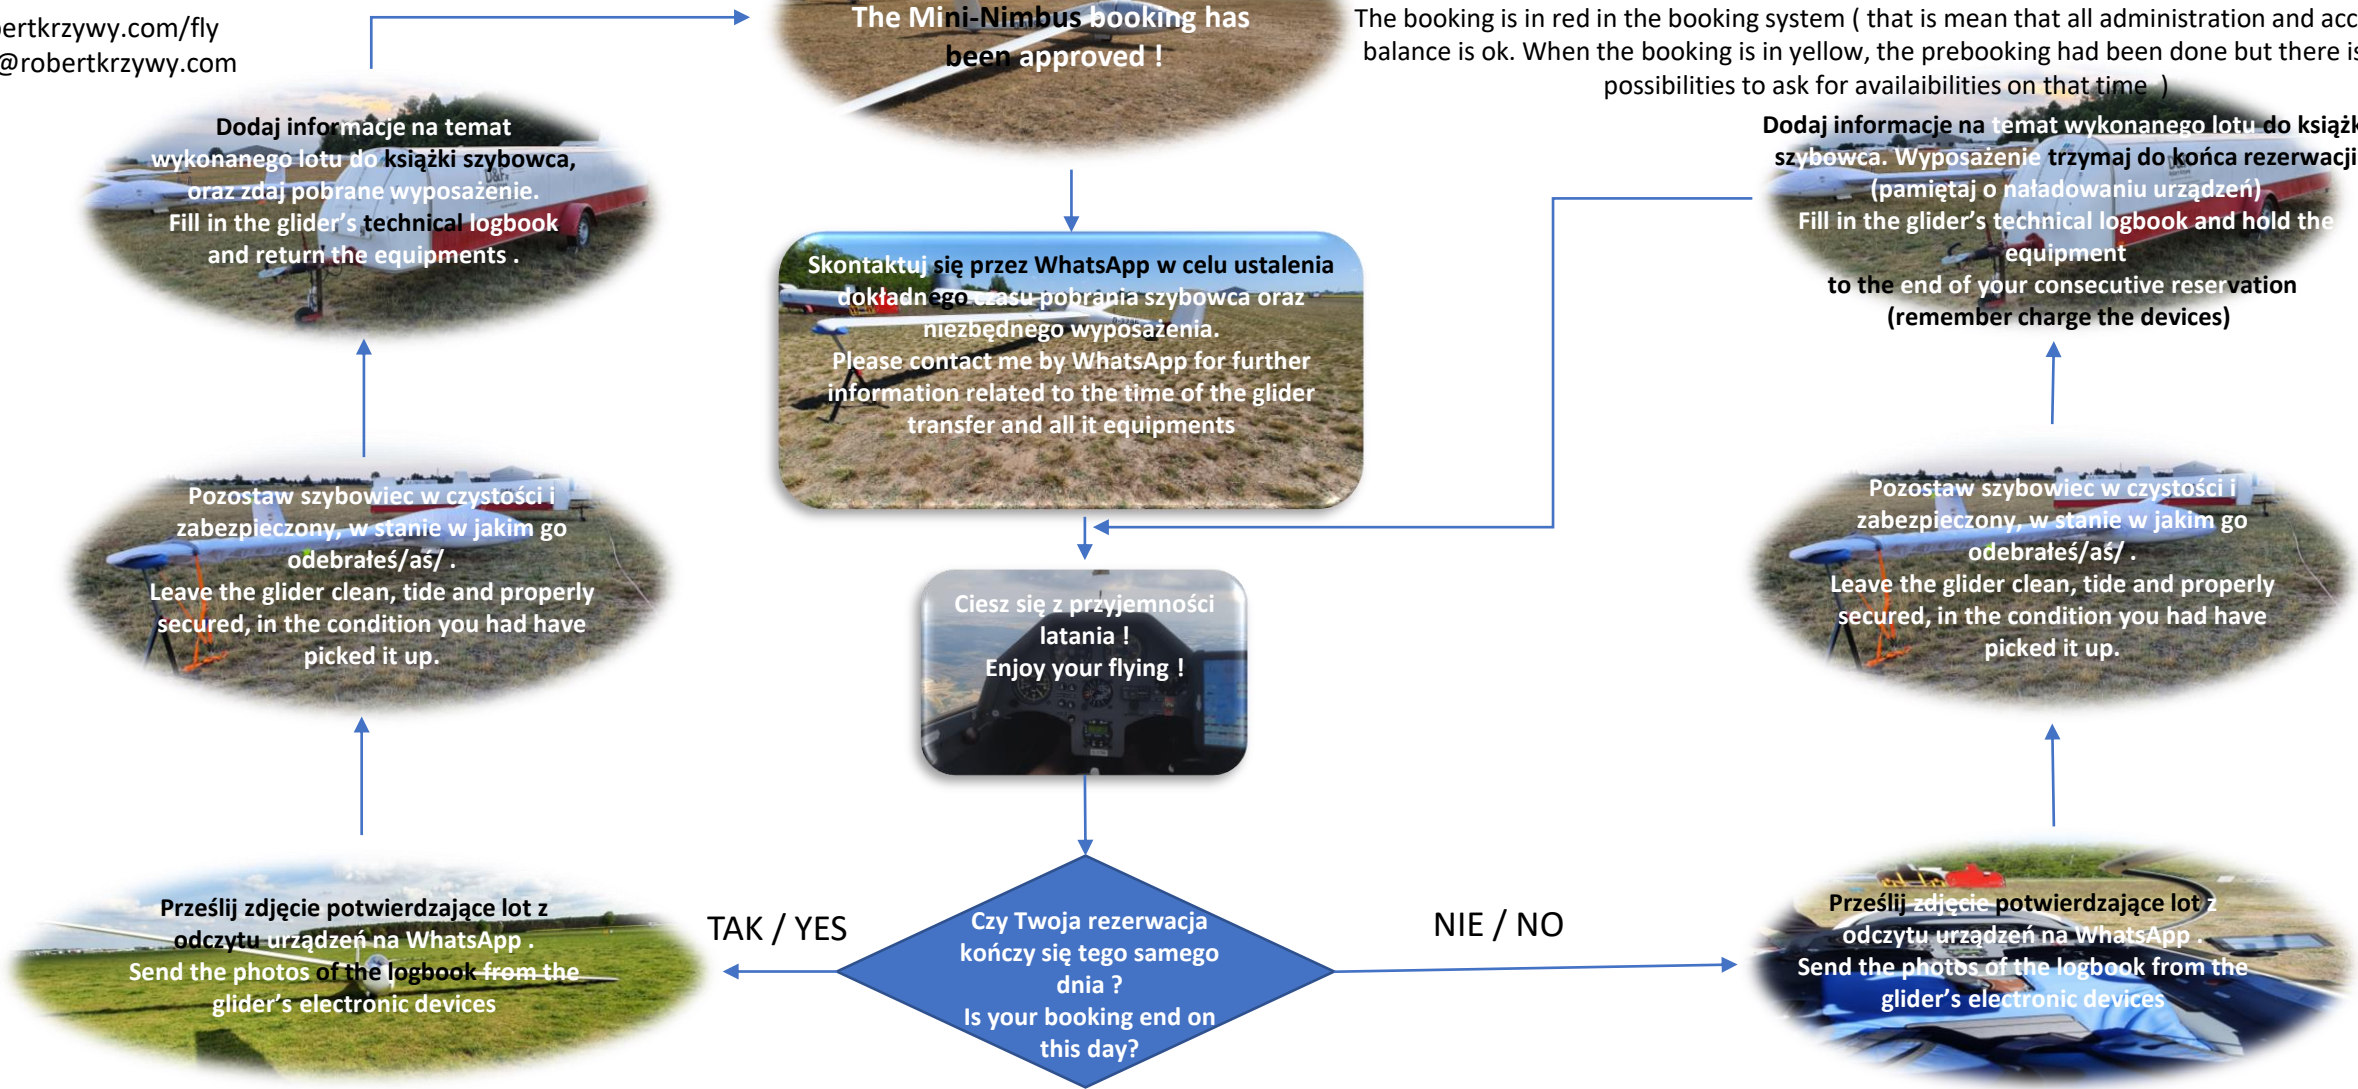 ertkrzywy.com/fly
@robertkrzywy.com
The Mini-Nimbus booking has
been approved !
The booking is in red in the booking system ( that is mean that all administration and acc
balance is ok. When the booking is in yellow, the prebooking had been done but there is
possibilities to ask for availaibilities on that time )
Dodaj informacje na temat
wykonanego lotu do książki szybowca,
oraz zdaj pobrane wyposażenie.
Fill in the glider's technical logbook
and return the equipments .
Dodaj informacje na temat wykonanego lotu do książk
szybowca. Wyposażenie trzymaj do końca rezerwacji
(pamiętaj o naładowaniu urządzeń)
Fill in the glider's technical logbook and hold the
equipment
to the end of your consecutive reservation
(remember charge the devices)
Skontaktuj się przez WhatsApp w celu ustalenia
dokładnego czasu pobrania szybowca oraz
niezbędnego wyposażenia.
Please contact me by WhatsApp for further
information related to the time of the glider
transfer and all it equipments
Pozostaw szybowiec w czystości i
zabezpieczony, w stanie w jakim go
odebrałeś/aś/ .
Leave the glider clean, tide and properly
secured, in the condition you had have
picked it up.
Ciesz się z przyjemności
latania !
Enjoy your flying !
Pozostaw szybowiec w czystości i
zabezpieczony, w stanie w jakim go
odebrałeś/aś/ .
Leave the glider clean, tide and properly
secured, in the condition you had have
picked it up.
Prześlij zdjęcie potwierdzające lot z
odczytu urządzeń na WhatsApp .
Send the photos of the logbook from the
glider's electronic devices
TAK / YES
Czy Twoja rezerwacja
kończy się tego samego
dnia ?
Is your booking end on
this day?
NIE / NO
Prześlij zdjęcie potwierdzające lot z
odczytu urządzeń na WhatsApp .
Send the photos of the logbook from the
glider's electronic devices